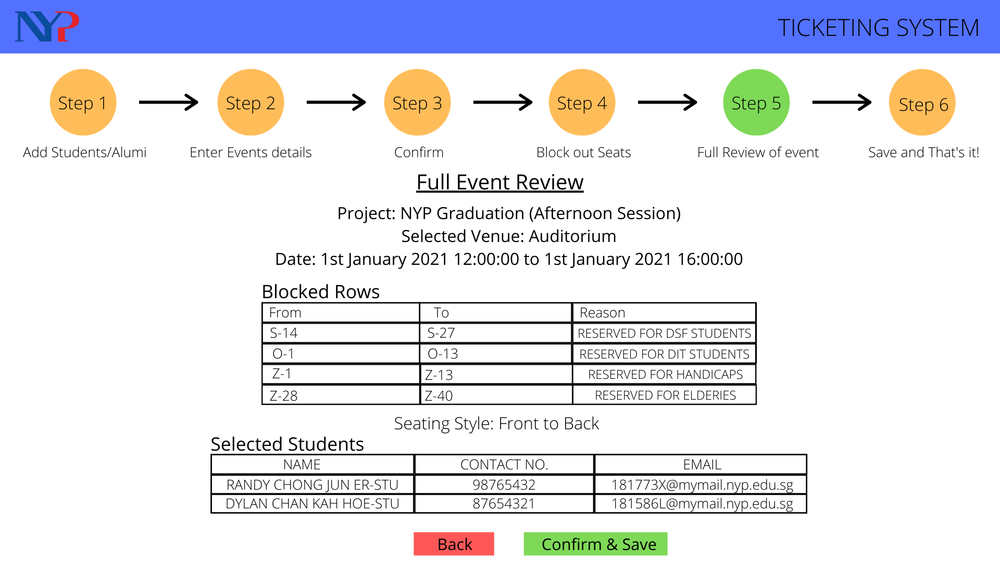 NYP
TICKETING SYSTEM
Step 1
Step 2
Step 3
Step 4
Step 5
Step 6
Add Students/Alumi
Enter Events details
Confirm
Block out Seats
Full Review of event
Save and That's it!
Full Event Review
Project: NYP Graduation (Afternoon Session)
Selected Venue: Auditorium
Date: 1st January 2021 12:00:00 to 1st January 2021 16:00:00
Blocked Rows
From To Reason
S-14 S-27 RESERVED FOR DSF STUDENTS
O-1 O-13 RESERVED FOR DIT STUDENTS
Z-1 Z-13 RESERVED FOR HANDICAPS
Z-28 Z-40 RESERVED FOR ELDERIES
Seating Style: Front to Back
Selected Students
NAME CONTACT NO. EMAIL
RANDY CHONG JUN ER-STU 98765432 181773X@mymail.nyp.edu.sg
DYLAN CHAN KAH HOE-STU 87654321 181586L@mymail.nyp.edu.sg
Back
Confirm & Save